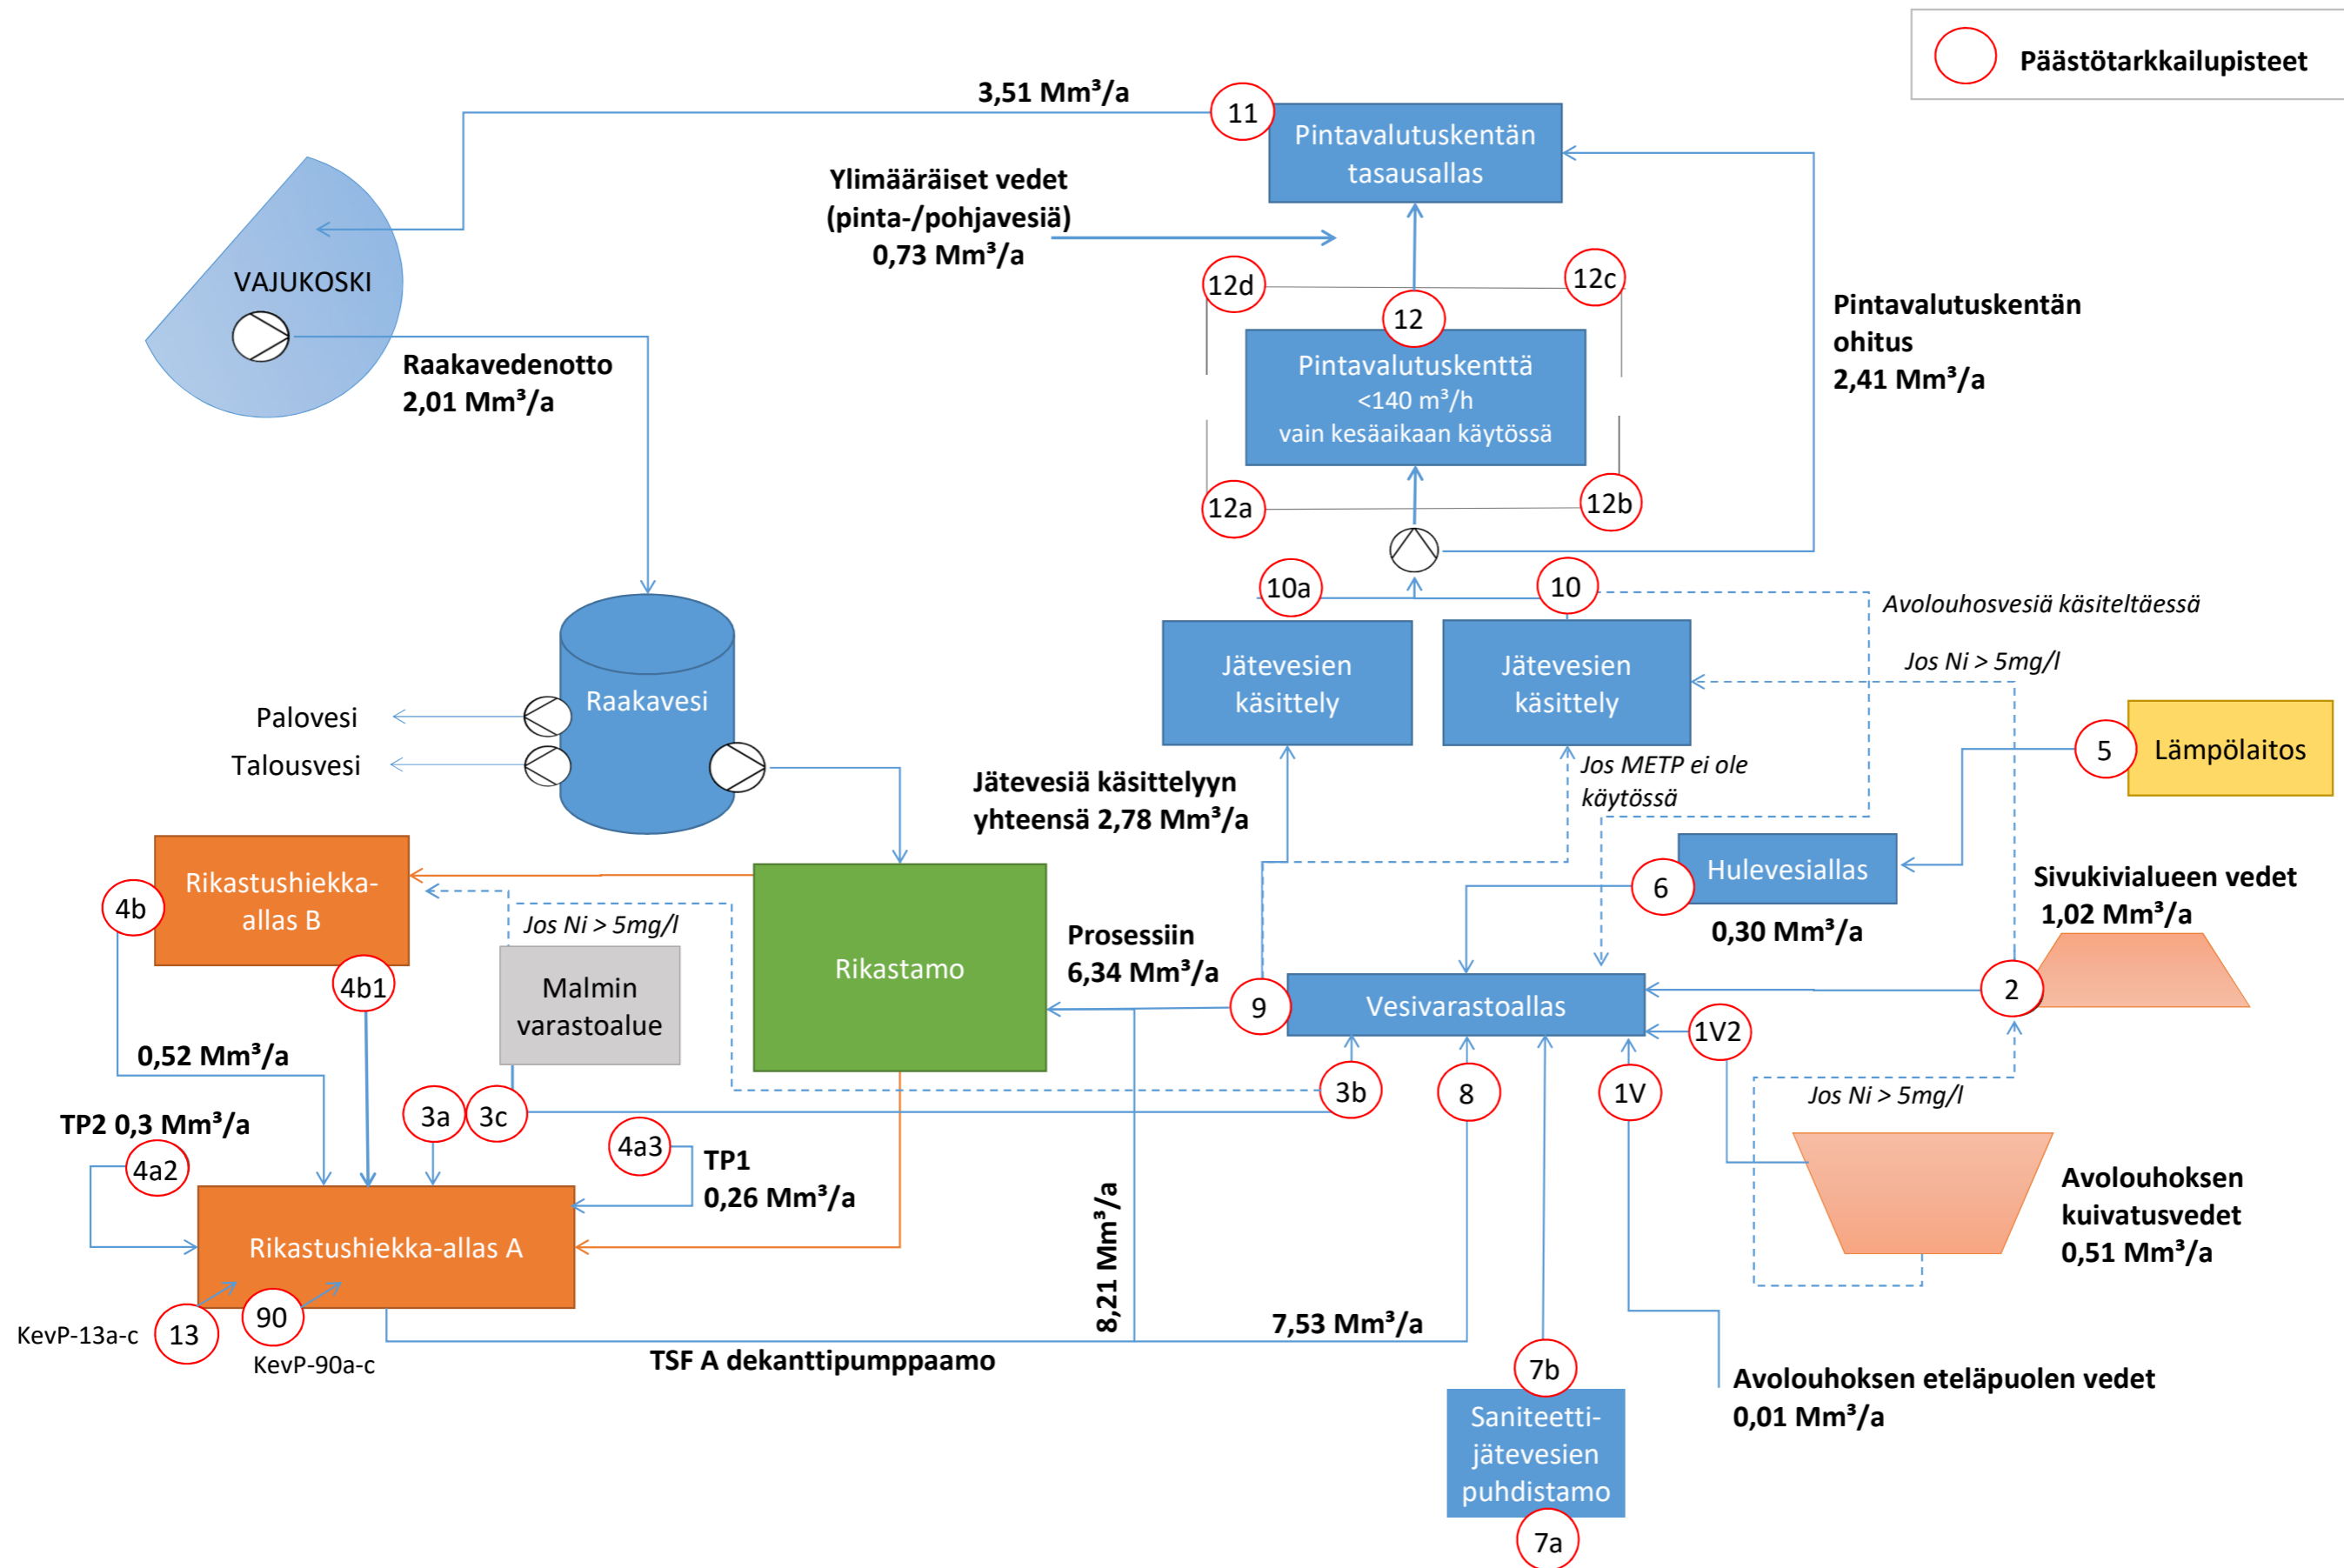 Päästötarkkailupisteet
3,51 Mm³/a
11
Pintavalutuskentän
tasausallas
Ylimääräiset vedet
(pinta-/pohjavesiä)
0,73 Mm³/a
VAJUKOSKI
Raakavedenotto
2,01 Mm³/a
12d
12c
12
Pintavalutuskenttä
<140 m³/h
vain kesäaikaan käytössä
12a
12b
Pintavalutuskentän
ohitus
2,41 Mm³/a
10a
10
Avolouhosvesiä käsiteltäessä
Jos Ni > 5mg/l
Jätevesien
käsittely
Jätevesien
käsittely
Raakavesi
Palovesi
Talousvesi
5
Lämpölaitos
Jos METP ei ole
käytössä
Jätevesiä käsittelyyn
yhteensä 2,78 Mm³/a
Rikastushiekka-
allas B
4b
4b1
Jos Ni > 5mg/l
Malmin
varastoalue
Rikastamo
Prosessiin
6,34 Mm³/a
9
Vesivarastoallas
6
Hulevesiallas
0,30 Mm³/a
Sivukivialueen vedet
1,02 Mm³/a
2
1V2
0,52 Mm³/a
3a
3c
3b
8
1V
Jos Ni > 5mg/l
TP2 0,3 Mm³/a
4a2
4a3
TP1
0,26 Mm³/a
Avolouhoksen
kuivatusvedet
0,51 Mm³/a
Rikastushiekka-allas A
8,21 Mm³/a
7,53 Mm³/a
KevP-13a-c
13
90
KevP-90a-c
TSF A dekanttipumppaamo
7b
Avolouhoksen eteläpuolen vedet
0,01 Mm³/a
Saniteetti-
jätevesien
puhdistamo
7a